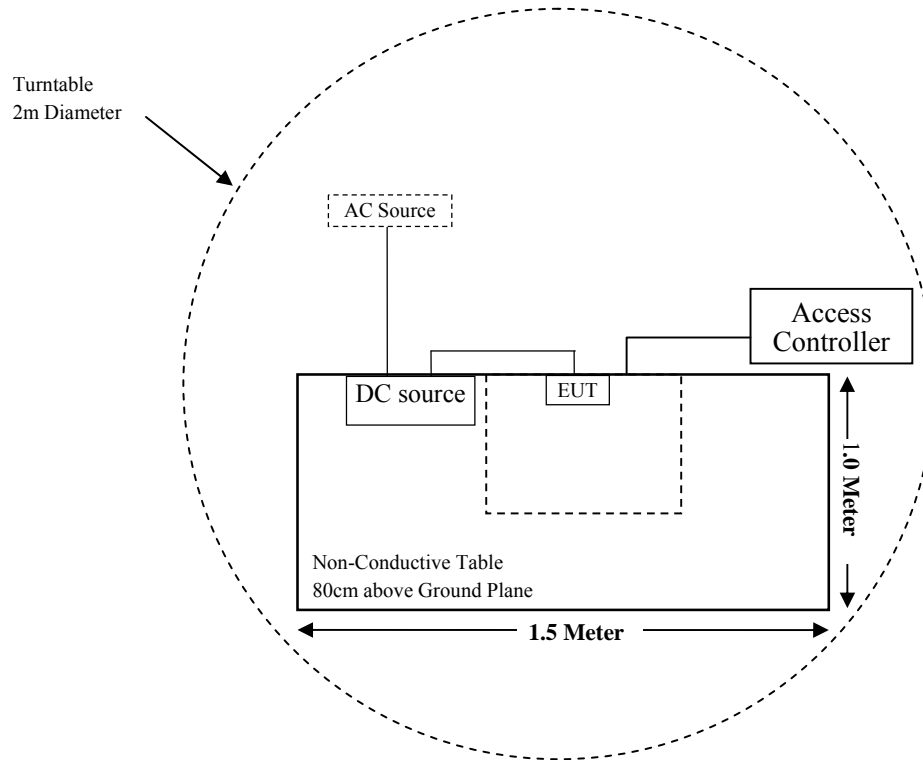 Turntable
2m Diameter
AC Source
Access
Controller
DC source
EUT
1.0 Meter
Non-Conductive Table
80cm above Ground Plane
1.5 Meter